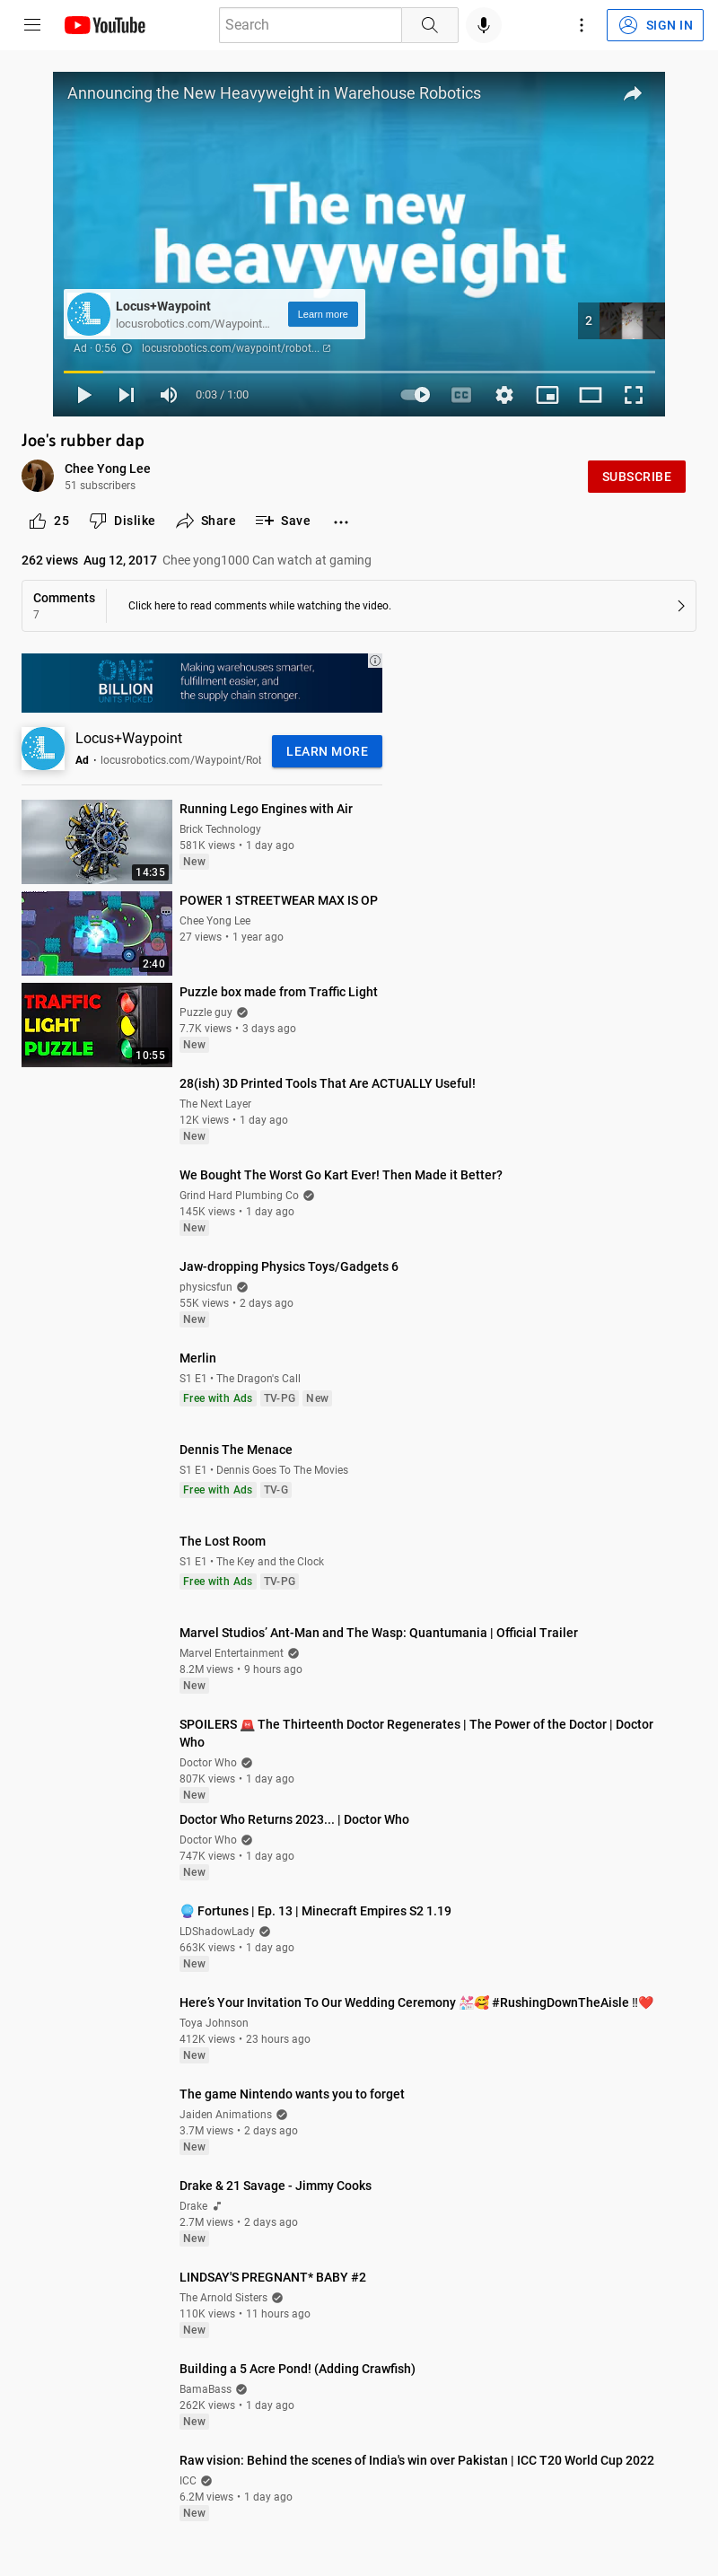 YouTube
Search
SIGN IN
Announcing the New Heavyweight in Warehouse Robotics
The new
heavyweight
Locus+Waypoint
locusrobotics.com/Waypoint...
Learn more
2
Ad · 0:56 locusrobotics.com/waypoint/robot...
0:03 / 1:00
CC
Joe's rubber dap
Chee Yong Lee
51 subscribers
SUBSCRIBE
25 Dislike Share Save
262 views Aug 12, 2017 Chee yong1000 Can watch at gaming
Comments
7
Click here to read comments while watching the video.
ONE
BILLION
UNITS PICKED
Making warehouses smarter,
fulfillment easier, and
the supply chain stronger.
Locus+Waypoint
Ad · locusrobotics.com/Waypoint/Rob
LEARN MORE
14:35
Running Lego Engines with Air
Brick Technology
581K views • 1 day ago
New
2:40
POWER 1 STREETWEAR MAX IS OP
Chee Yong Lee
27 views • 1 year ago
TRAFFIC
LIGHT
PUZZLE
10:55
Puzzle box made from Traffic Light
Puzzle guy
7.7K views • 3 days ago
New
28(ish) 3D Printed Tools That Are ACTUALLY Useful!
The Next Layer
12K views • 1 day ago
New
We Bought The Worst Go Kart Ever! Then Made it Better?
Grind Hard Plumbing Co
145K views • 1 day ago
New
Jaw-dropping Physics Toys/Gadgets 6
physicsfun
55K views • 2 days ago
New
Merlin
S1 E1 • The Dragon's Call
Free with Ads TV-PG New
Dennis The Menace
S1 E1 • Dennis Goes To The Movies
Free with Ads TV-G
The Lost Room
S1 E1 • The Key and the Clock
Free with Ads TV-PG
Marvel Studios’ Ant-Man and The Wasp: Quantumania | Official Trailer
Marvel Entertainment
8.2M views • 9 hours ago
New
SPOILERS 🚨 The Thirteenth Doctor Regenerates | The Power of the Doctor | Doctor
Who
Doctor Who
807K views • 1 day ago
New
Doctor Who Returns 2023... | Doctor Who
Doctor Who
747K views • 1 day ago
New
🔮 Fortunes | Ep. 13 | Minecraft Empires S2 1.19
LDShadowLady
663K views • 1 day ago
New
Here’s Your Invitation To Our Wedding Ceremony 💒🥰 #RushingDownTheAisle ‼️❤️
Toya Johnson
412K views • 23 hours ago
New
The game Nintendo wants you to forget
Jaiden Animations
3.7M views • 2 days ago
New
Drake & 21 Savage - Jimmy Cooks
Drake
2.7M views • 2 days ago
New
LINDSAY'S PREGNANT* BABY #2
The Arnold Sisters
110K views • 11 hours ago
New
Building a 5 Acre Pond! (Adding Crawfish)
BamaBass
262K views • 1 day ago
New
Raw vision: Behind the scenes of India's win over Pakistan | ICC T20 World Cup 2022
ICC
6.2M views • 1 day ago
New